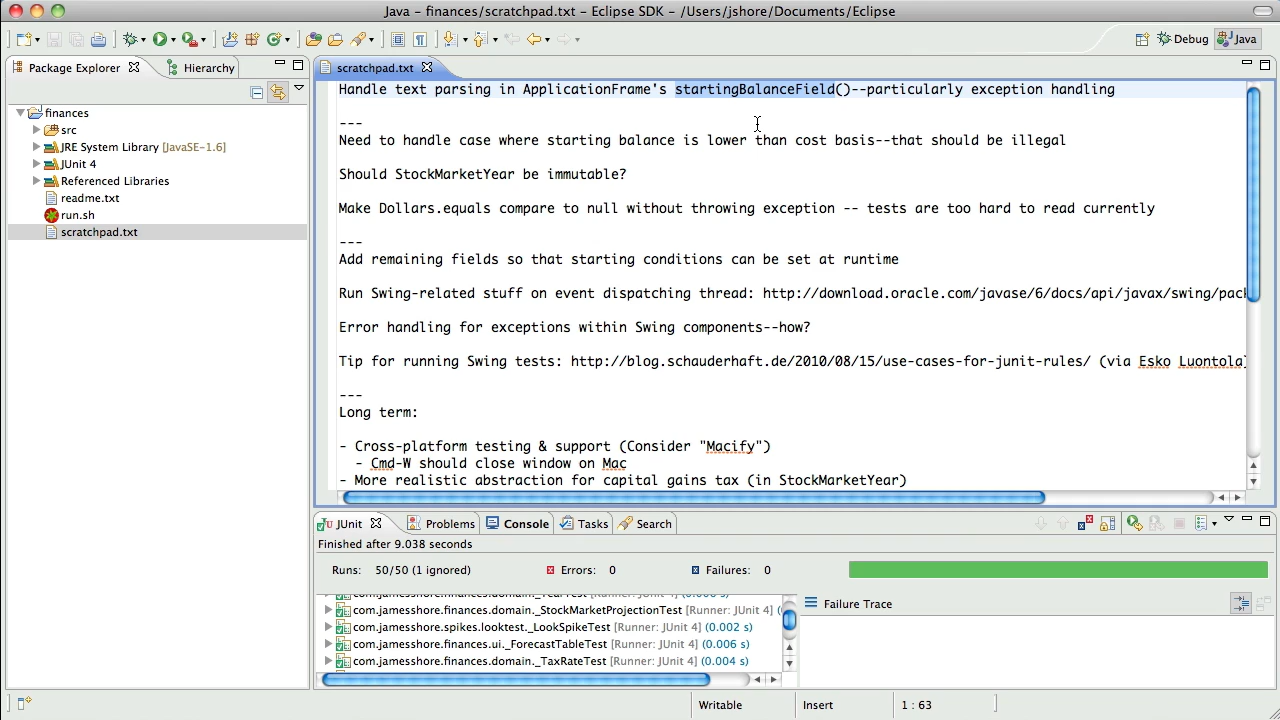 Java – finances/scratchpad.txt – Eclipse SDK – /Users/jshore/Documents/Eclipse
Debug
Java
Package Explorer
Hierarchy
finances
src
JRE System Library [JavaSE-1.6]
JUnit 4
Referenced Libraries
readme.txt
run.sh
scratchpad.txt
scratchpad.txt
Handle text parsing in ApplicationFrame's startingBalanceField()--particularly exception handling
---
Need to handle case where starting balance is lower than cost basis--that should be illegal
Should StockMarketYear be immutable?
Make Dollars.equals compare to null without throwing exception -- tests are too hard to read currently
---
Add remaining fields so that starting conditions can be set at runtime
Run Swing-related stuff on event dispatching thread: http://download.oracle.com/javase/6/docs/api/javax/swing/pack
Error handling for exceptions within Swing components--how?
Tip for running Swing tests: http://blog.schauderhaft.de/2010/08/15/use-cases-for-junit-rules/ (via Esko Luontola)
---
Long term:
- Cross-platform testing & support (Consider "Macify")
- Cmd-W should close window on Mac
- More realistic abstraction for capital gains tax (in StockMarketYear)
JUnit
Problems
Console
Tasks
Search
Finished after 9.038 seconds
Runs: 50/50 (1 ignored)
Errors: 0
Failures: 0
com.jamesshore.finances.domain._YearTest [Runner: JUnit 4] (0.000 s)
com.jamesshore.finances.domain._StockMarketProjectionTest [Runner: JUnit 4] (
com.jamesshore.spikes.looktest._LookSpikeTest [Runner: JUnit 4] (0.002 s)
com.jamesshore.finances.ui._ForecastTableTest [Runner: JUnit 4] (0.006 s)
com.jamesshore.finances.domain._TaxRateTest [Runner: JUnit 4] (0.004 s)
Failure Trace
Writable
Insert
1 : 63